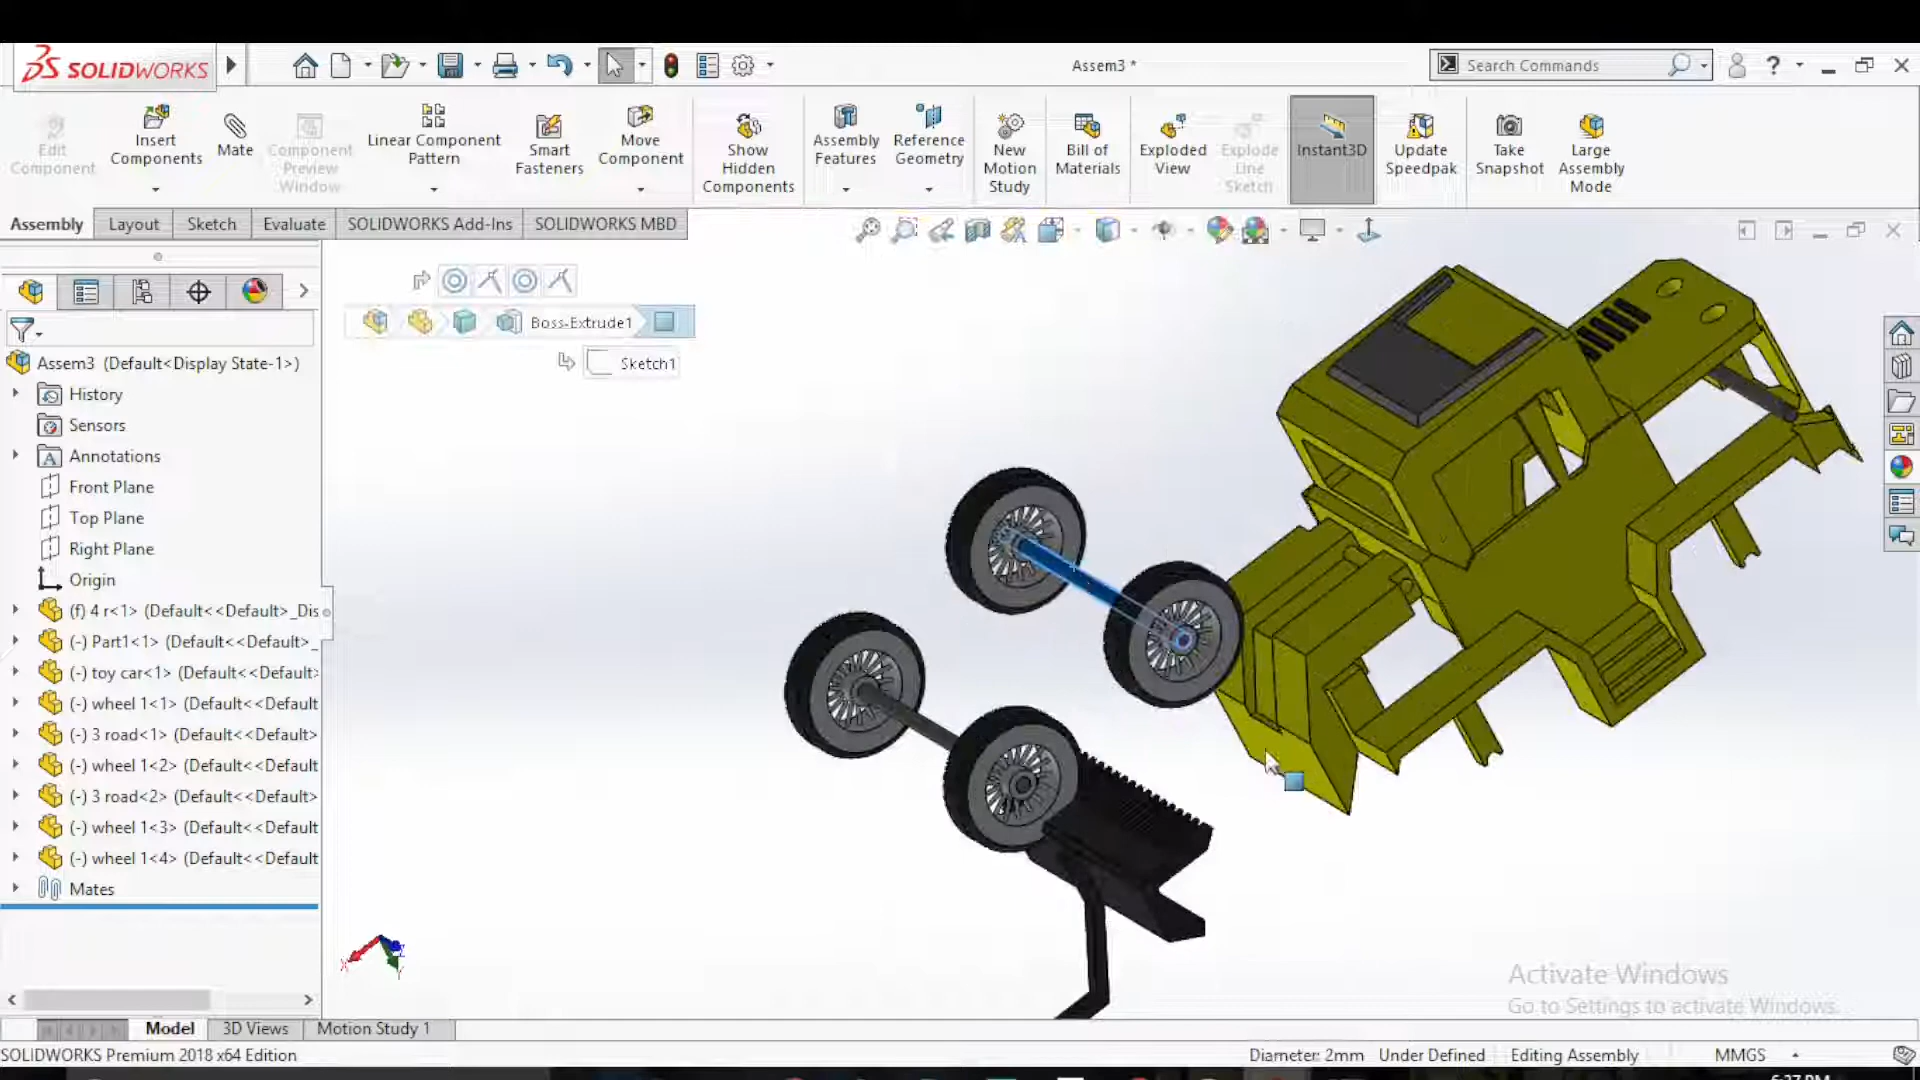 SOLIDWORKS
Assem3 *
Search Commands
?
Edit Component
Insert Components
Mate
Component Preview Window
Linear Component Pattern
Smart Fasteners
Move Component
Show Hidden Components
Assembly Features
Reference Geometry
New Motion Study
Bill of Materials
Exploded View
Explode Line Sketch
Instant3D
Update Speedpak
Take Snapshot
Large Assembly Mode
Assembly
Layout
Sketch
Evaluate
SOLIDWORKS Add-Ins
SOLIDWORKS MBD
Boss-Extrude1
Sketch1
Assem3 (Default<Display State-1>)
History
Sensors
Annotations
Front Plane
Top Plane
Right Plane
Origin
(f) 4 r<1> (Default<<Default>_Dis
(-) Part1<1> (Default<<Default>_
(-) toy car<1> (Default<<Default>
(-) wheel 1<1> (Default<<Default
(-) 3 road<1> (Default<<Default>
(-) wheel 1<2> (Default<<Default
(-) 3 road<2> (Default<<Default>
(-) wheel 1<3> (Default<<Default
(-) wheel 1<4> (Default<<Default
Mates
X
Y
Activate Windows
Go to Settings to activate Windows.
Model
3D Views
Motion Study 1
SOLIDWORKS Premium 2018 x64 Edition
Diameter: 2mm
Under Defined
Editing Assembly
MMGS